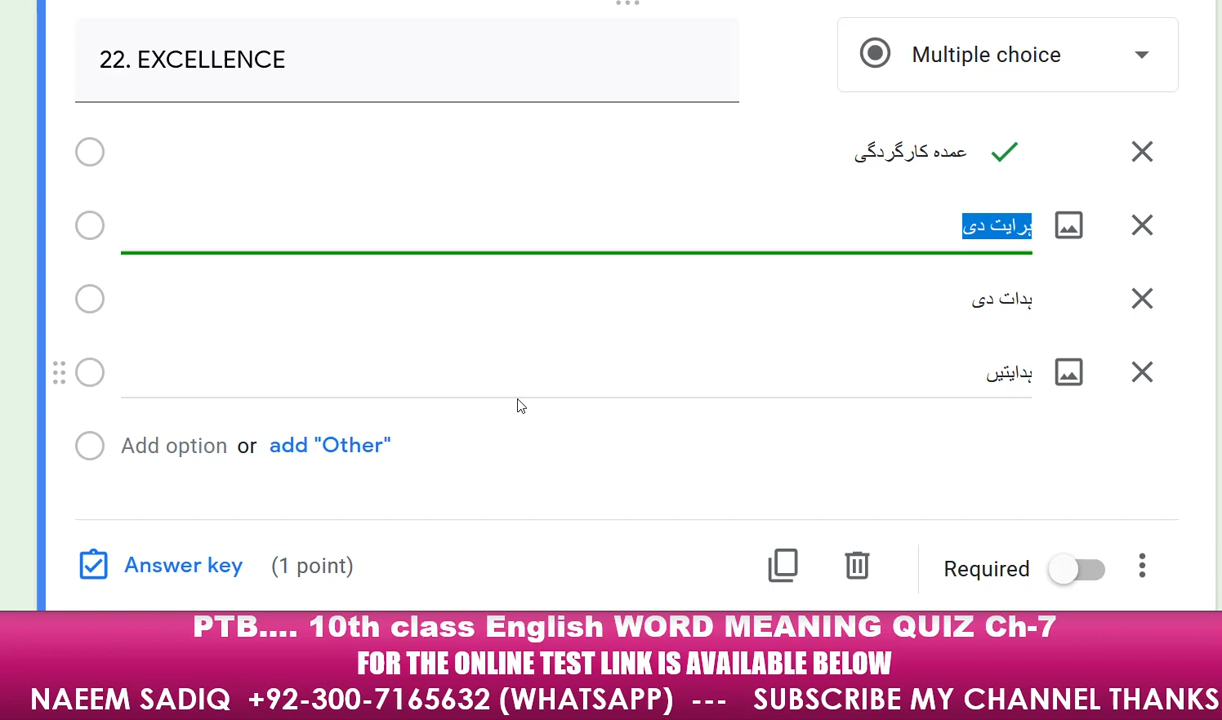 22. EXCELLENCE
Multiple choice
عمدہ کارگردگی
ہرایت دی
ہدات دی
ہدایتیں
Add option or add "Other"
Answer key (1 point)
Required
PTB.... 10th class English WORD MEANING QUIZ Ch-7
FOR THE ONLINE TEST LINK IS AVAILABLE BELOW
NAEEM SADIQ +92-300-7165632 (WHATSAPP) --- SUBSCRIBE MY CHANNEL THANKS